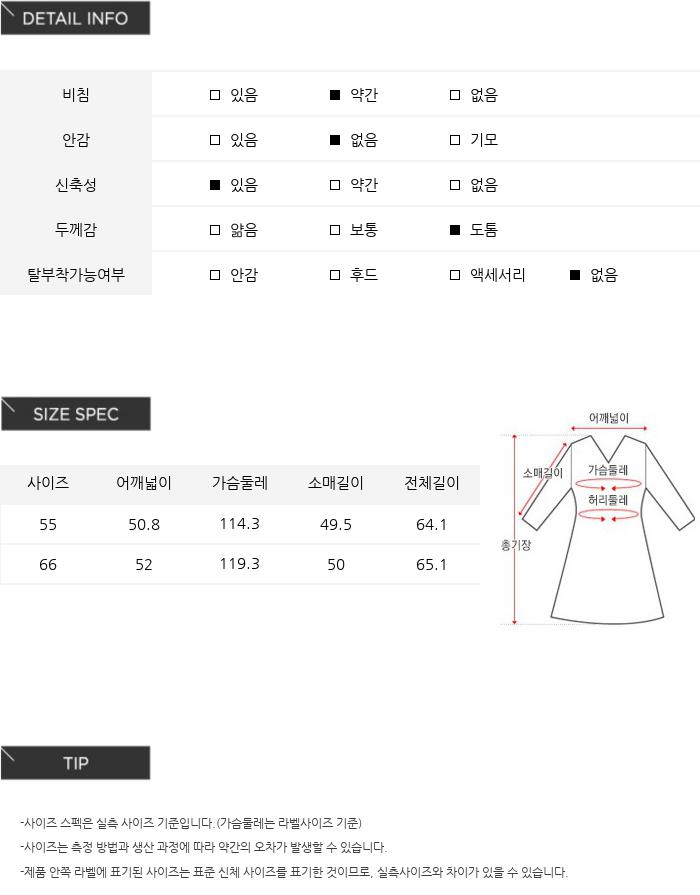 DETAIL INFO
비침 □ 있음 ■ 약간 □ 없음
안감 □ 있음 ■ 없음 □ 기모
신축성 ■ 있음 □ 약간 □ 없음
두께감 □ 얇음 □ 보통 ■ 도톰
탈부착가능여부 □ 안감 □ 후드 □ 액세서리 ■ 없음
SIZE SPEC
사이즈 어깨넓이 가슴둘레 소매길이 전체길이
55 50.8 114.3 49.5 64.1
66 52 119.3 50 65.1
어깨넓이
소매길이
가슴둘레
허리둘레
총기장
TIP
-사이즈 스펙은 실측 사이즈 기준입니다.(가슴둘레는 라벨사이즈 기준)
-사이즈는 측정 방법과 생산 과정에 따라 약간의 오차가 발생할 수 있습니다.
-제품 안쪽 라벨에 표기된 사이즈는 표준 신체 사이즈를 표기한 것이므로, 실측사이즈와 차이가 있을 수 있습니다.